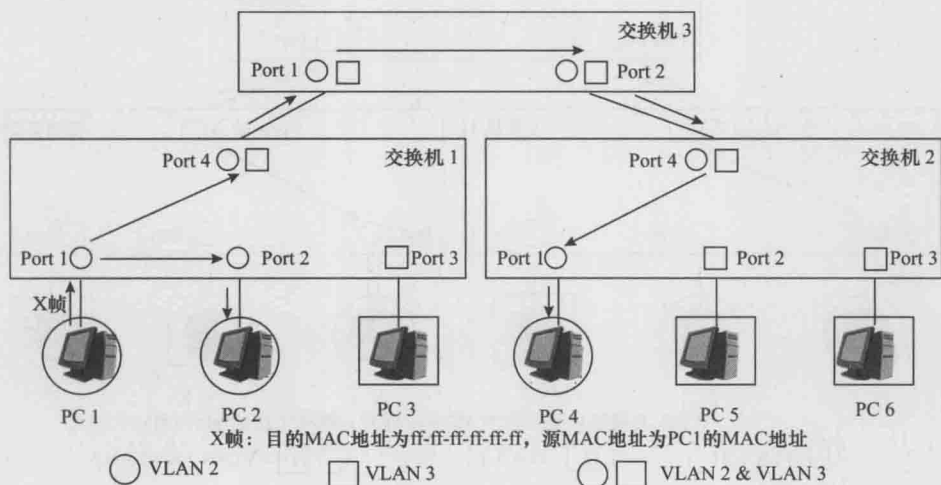 交换机 3
Port 1
Port 2
Port 4
交换机 1
Port 4
交换机 2
Port 1
Port 2
Port 3
Port 1
Port 2
Port 3
X帧
PC 1
PC 2
PC 3
PC 4
PC 5
PC 6
X帧：目的MAC地址为ff-ff-ff-ff-ff-ff，源MAC地址为PC1的MAC地址
VLAN 2
VLAN 3
VLAN 2 & VLAN 3